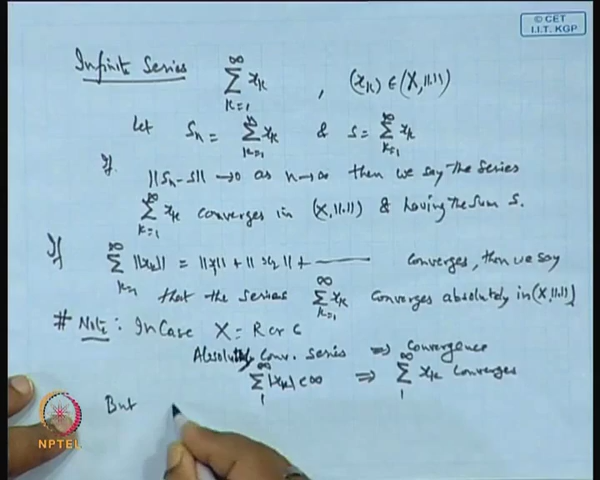 © CET
I.I.T. KGP
Infinite Series ∑_{k=1}^{∞} x_k , (x_k) ∈ (X, ||.||)
Let S_n = ∑_{k=1}^{n} x_k & s = ∑_{k=1}^{∞} x_k
If ||S_n - s|| → 0 as n → ∞ then we say the series
∑_{k=1}^{∞} x_k converges in (X, ||.||) & having the sum s.
If ∑_{k=1}^{∞} ||x_k|| = ||x_1|| + ||x_2|| + ——— converges, then we say
that the series ∑_{k=1}^{∞} x_k converges absolutely in (X, ||.||)
# Note: In Case X = R or C
Absolutely conv. series ⇒ convergence
∑_{1}^{∞} |x_k| < ∞ ⇒ ∑_{1}^{∞} x_k converges
But
NPTEL